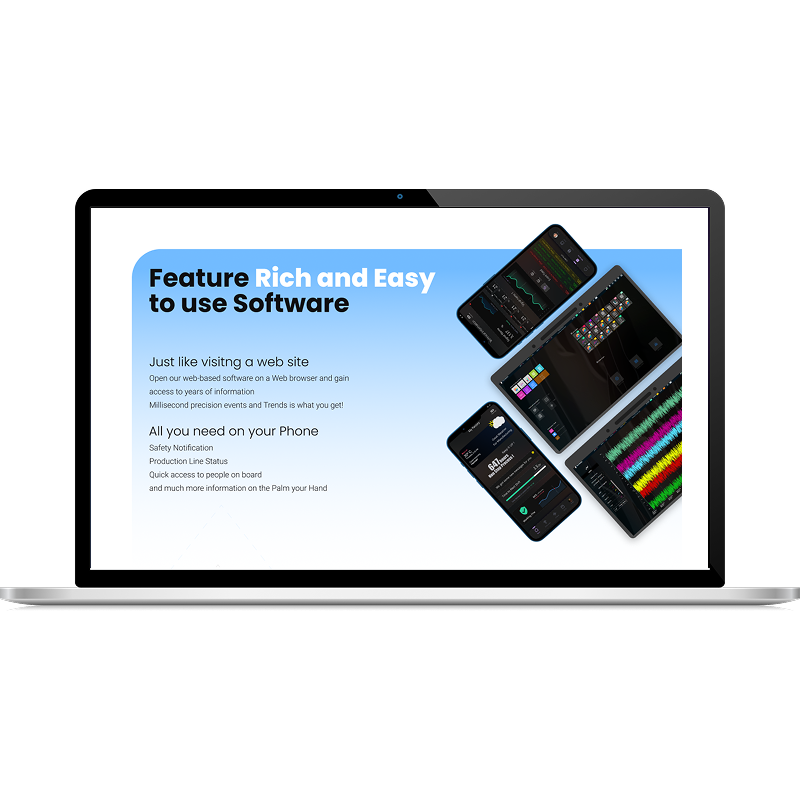 Feature Rich and Easy
to use Software
Just like visitng a web site
Open our web-based software on a Web browser and gain
access to years of information
Millisecond precision events and Trends is what you get!
All you need on your Phone
Safety Notification
Production Line Status
Quick access to people on board
and much more information on the Palm your Hand
647